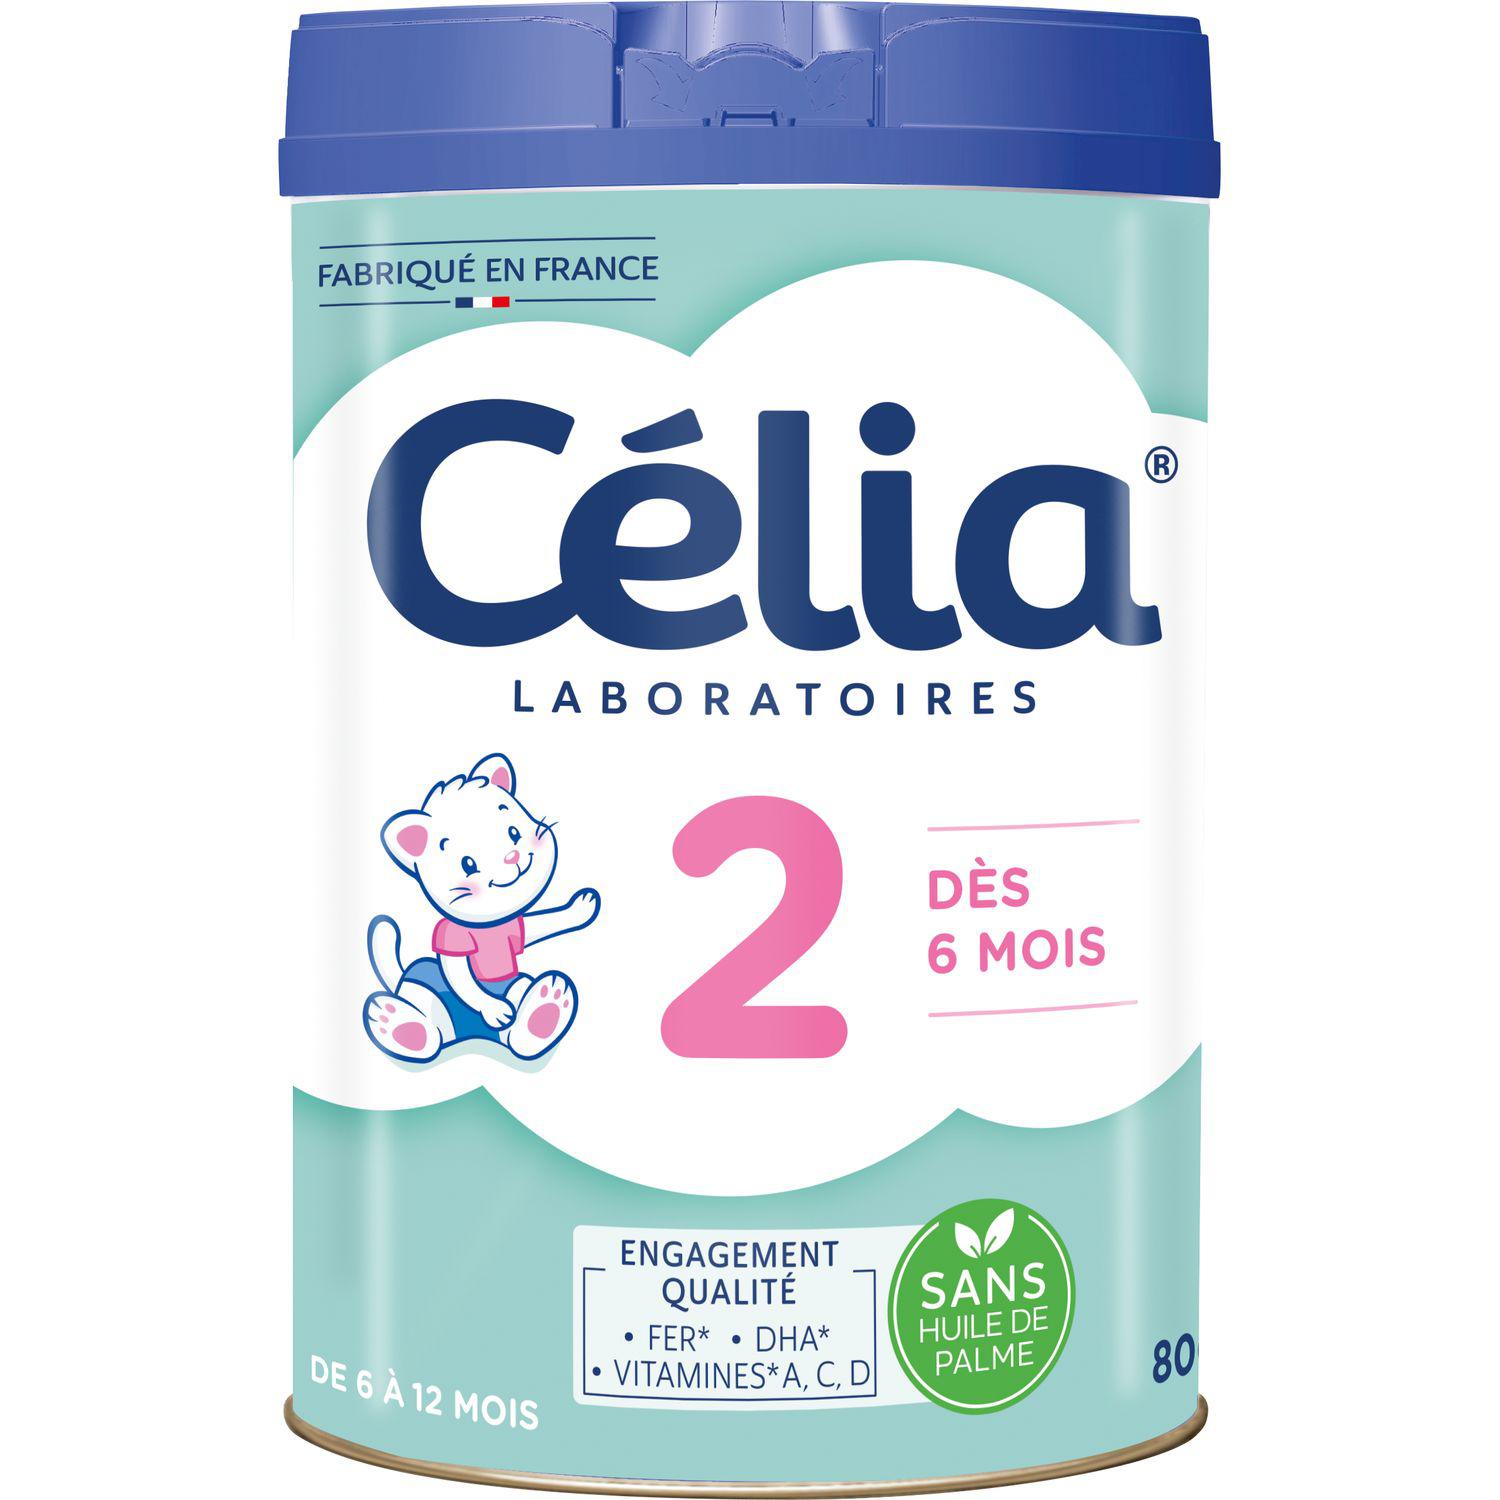 FABRIQUÉ EN FRANCE
Célia®
LABORATOIRES
2
DÈS
6 MOIS
ENGAGEMENT
QUALITÉ
• FER* • DHA*
• VITAMINES* A, C, D
SANS
HUILE DE
PALME
DE 6 À 12 MOIS